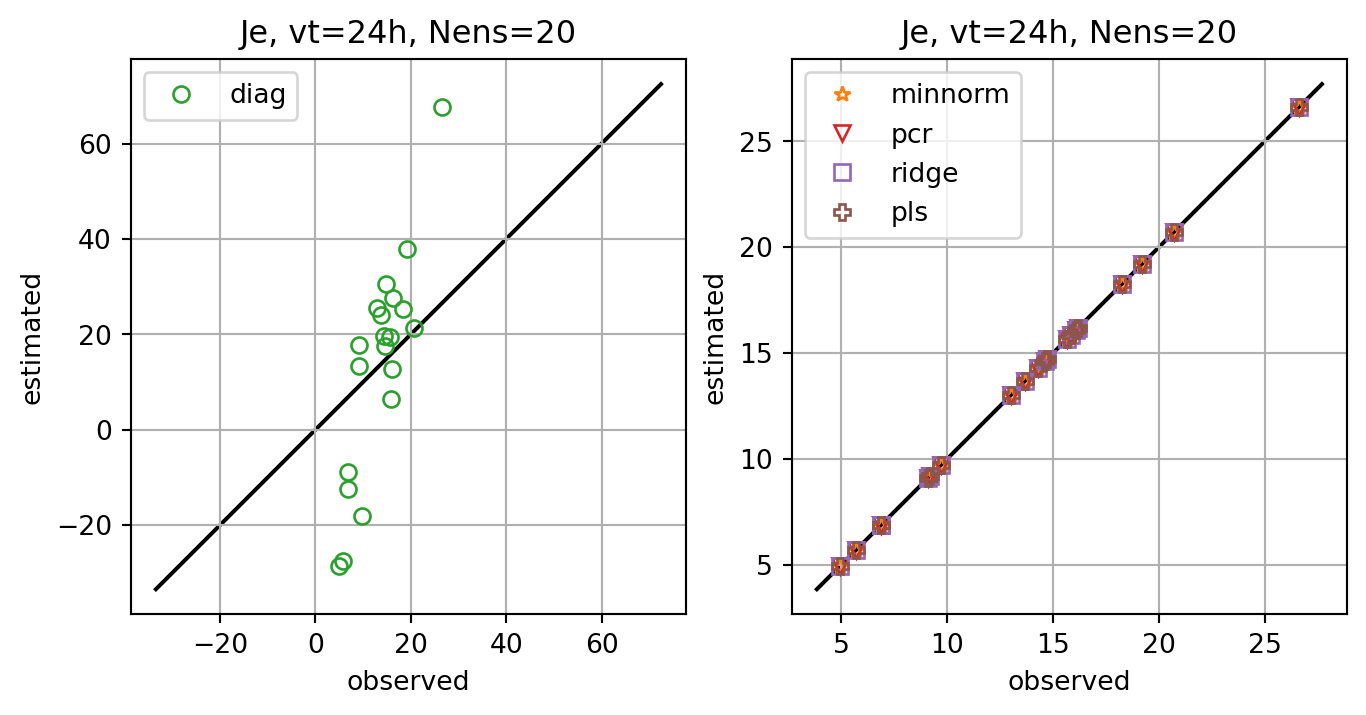 Je, vt=24h, Nens=20
diag
60
40
20
0
−20
estimated
−20
0
20
40
60
observed
Je, vt=24h, Nens=20
minnorm
pcr
ridge
pls
25
20
15
10
5
estimated
5
10
15
20
25
observed